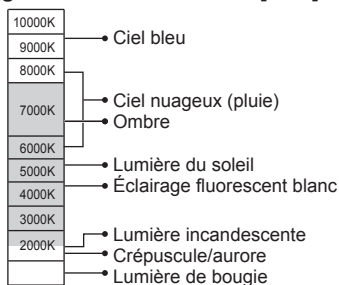 10000K
9000K
Ciel bleu
8000K
7000K
Ciel nuageux (pluie)
Ombre
6000K
5000K
Lumière du soleil
4000K
Éclairage fluorescent blanc
3000K
2000K
Lumière incandescente
Crépuscule/aurore
Lumière de bougie